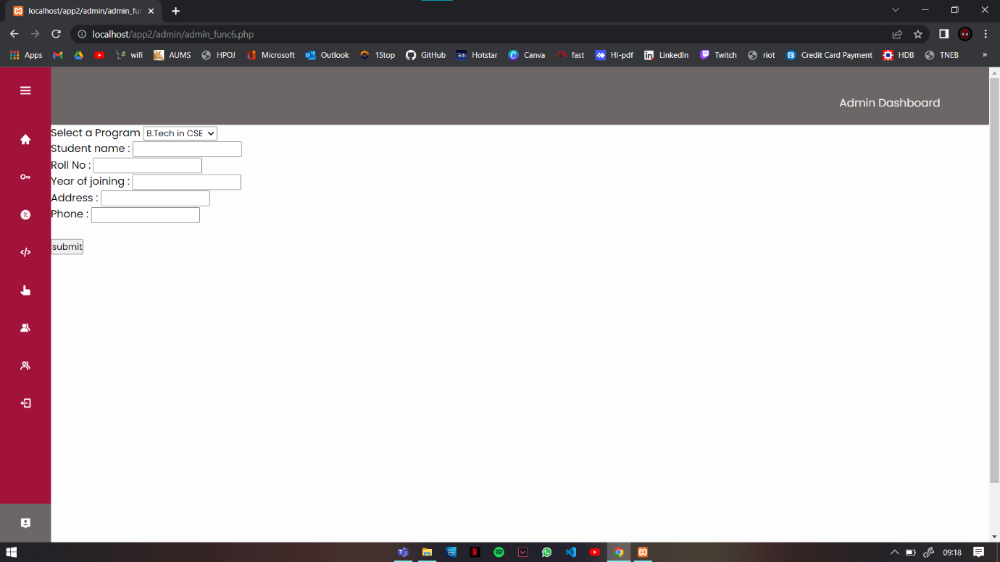 localhost/app2/admin/admin_fun
localhost/app2/admin/admin_func6.php
Apps wifi AUMS HPOJ Microsoft Outlook 1Stop GitHub Hotstar Canva fast HI-pdf LinkedIn Twitch riot Credit Card Payment HDB TNEB »
Admin Dashboard
Select a Program B.Tech in CSE
Student name :
Roll No :
Year of joining :
Address :
Phone :
submit
09:18